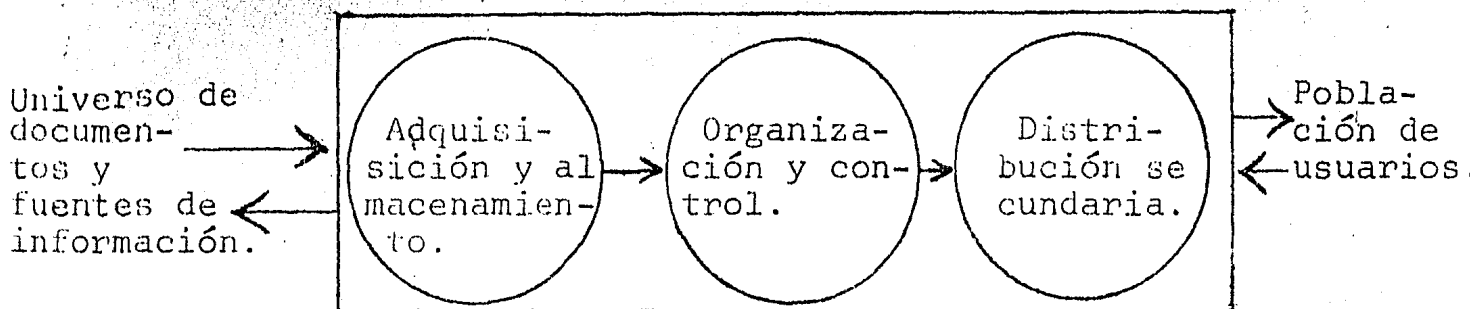 Universo de
documen-
tos y
fuentes de
información.
Adquisi-
sición y al
macenamien-
to.
Organiza-
ción y con-
trol.
Distri-
bución se
cundaria.
Pobla-
ción de
usuarios.